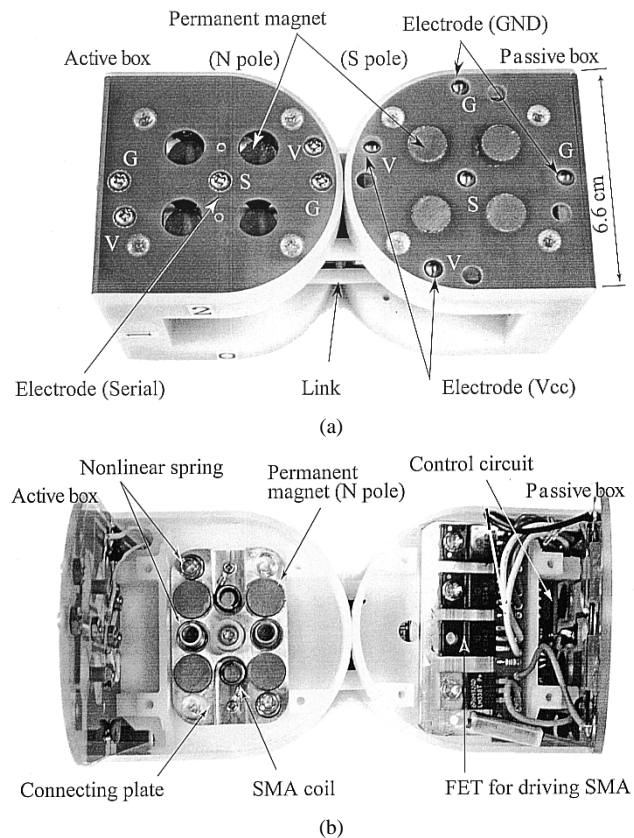 Permanent magnet
Electrode (GND)
Active box
(N pole)
(S pole)
Passive box
G
V
G
V
G
S
S
G
V
V
6.6 cm
2
0
Electrode (Serial)
Link
Electrode (Vcc)
(a)
Nonlinear spring
Control circuit
Active box
Permanent
magnet (N pole)
Passive box
Connecting plate
SMA coil
FET for driving SMA
(b)